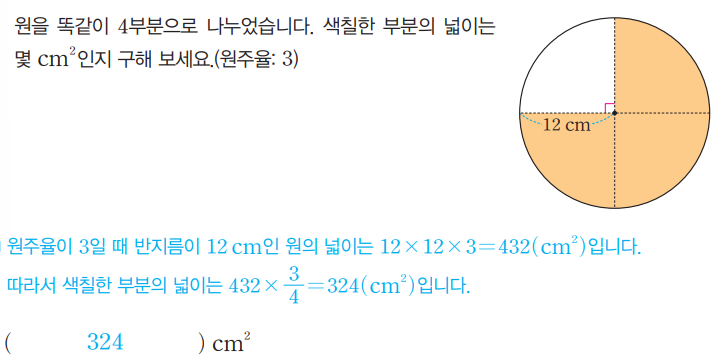 원을 똑같이 4부분으로 나누었습니다. 색칠한 부분의 넓이는
몇 cm²인지 구해 보세요.(원주율: 3)
12 cm
원주율이 3일 때 반지름이 12 cm인 원의 넓이는 12×12×3=432(cm²)입니다.
따라서 색칠한 부분의 넓이는 432×3/4=324(cm²)입니다.
( 324 ) cm²